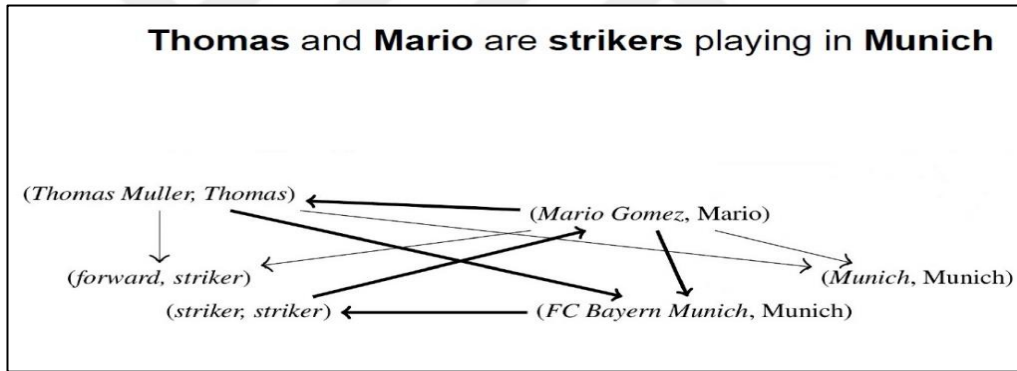 Thomas and Mario are strikers playing in Munich
(Thomas Muller, Thomas)
(Mario Gomez, Mario)
(forward, striker)
(Munich, Munich)
(striker, striker)
(FC Bayern Munich, Munich)